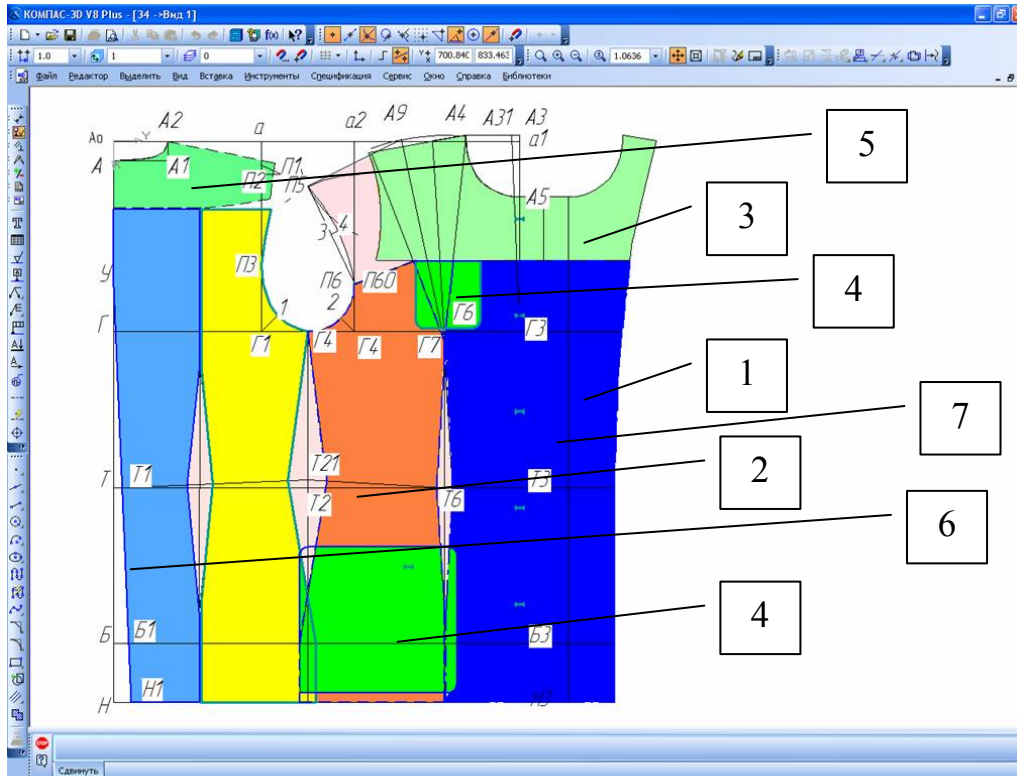 КОМПАС-3D V8 Plus - [34 ->Вид 1]
1.0 1 0 700.840 833.463 1.0636
Файл Редактор Выделить Вид Вставка Инструменты Спецификация Сервис Окно Справка Библиотеки
Ао А2 а а2 А9 А4 А31 А3
У а1
А А1 П2 П1 5
П5 А5
3 4 3
У П3 П6 П60 4
1 2 Г6
Г Г1 Г4 Г4 Г7 Г3
1
7
Т Т1 Т21 Т3 2
Т2 Т6
6
Б Б1 Б3 4
Н Н1 Н3
STOP
Сдвинуть